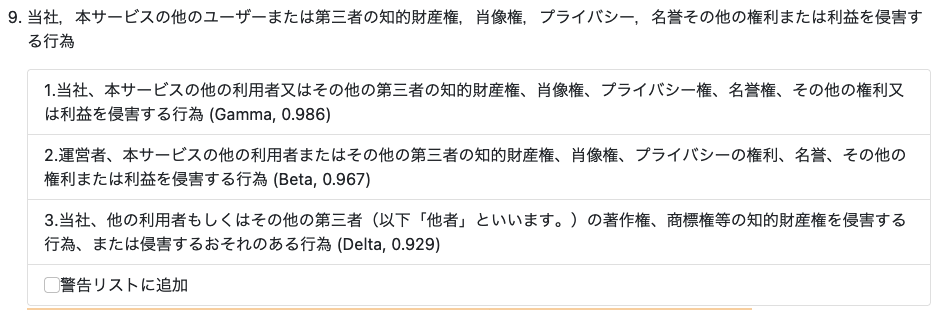 9. 当社，本サービスの他のユーザーまたは第三者の知的財産権，肖像権，プライバシー，名誉その他の権利または利益を侵害す
る行為
1.当社、本サービスの他の利用者又はその他の第三者の知的財産権、肖像権、プライバシー権、名誉権、その他の権利又
は利益を侵害する行為 (Gamma, 0.986)
2.運営者、本サービスの他の利用者またはその他の第三者の知的財産権、肖像権、プライバシーの権利、名誉、その他の
権利または利益を侵害する行為 (Beta, 0.967)
3.当社、他の利用者もしくはその他の第三者（以下「他者」といいます。）の著作権、商標権等の知的財産権を侵害する
行為、または侵害するおそれのある行為 (Delta, 0.929)
警告リストに追加